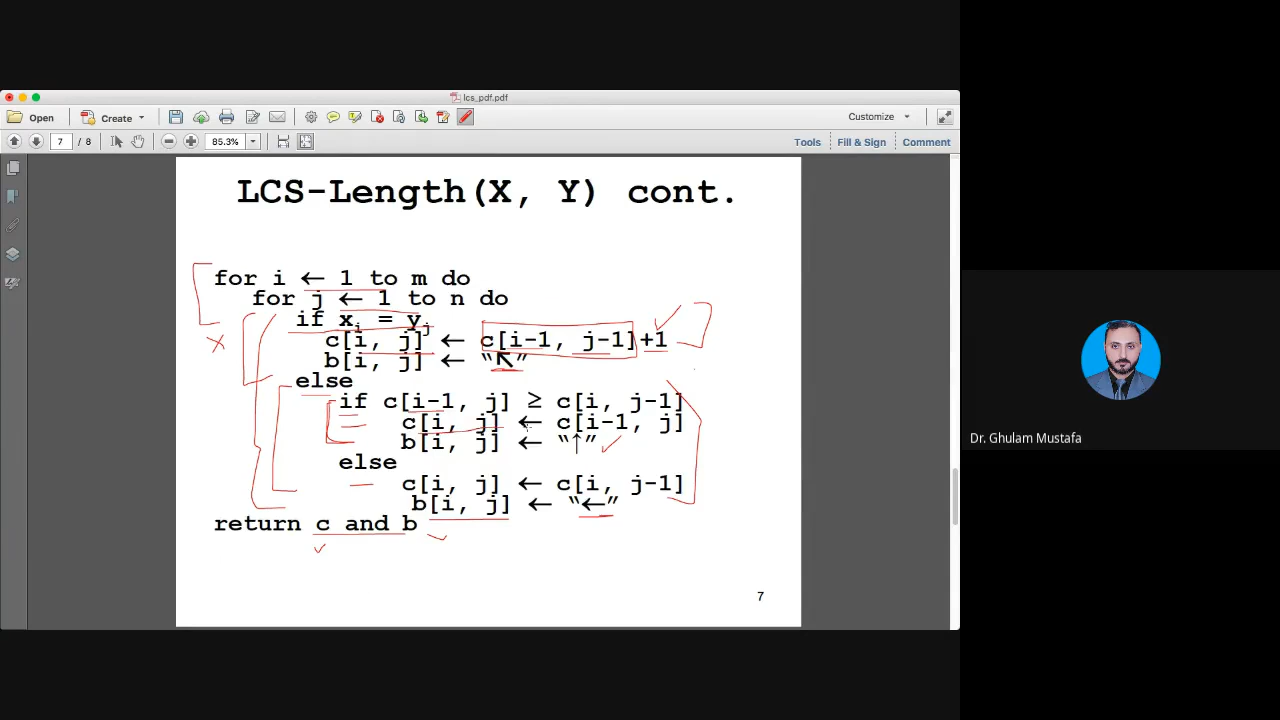 lcs_pdf.pdf
Open Create Customize
7 / 8 85.3% Tools Fill & Sign Comment
LCS-Length(X, Y) cont.
for i ← 1 to m do
for j ← 1 to n do
if xi = yj
c[i, j] ← c[i-1, j-1]+1
b[i, j] ← “↖”
else
if c[i-1, j] ≥ c[i, j-1]
c[i, j] ← c[i-1, j]
b[i, j] ← “↑”
else
c[i, j] ← c[i, j-1]
b[i, j] ← “←”
return c and b
7
Dr. Ghulam Mustafa